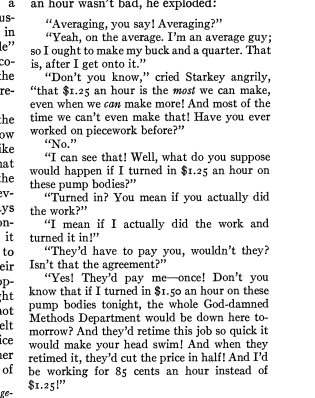 a
us-
in
le”
co-
the
re-
the
ow
ike
hat
the
ev-
ys
on-
it
to
eir
op-
ght
not
elt
ice
her
of
ge-
an hour wasn't bad, he exploded:
“Averaging, you say! Averaging?”
“Yeah, on the average. I'm an average guy;
so I ought to make my buck and a quarter. That
is, after I get onto it.”
“Don't you know,” cried Starkey angrily,
“that $1.25 an hour is the most we can make,
even when we can make more! And most of the
time we can't even make that! Have you ever
worked on piecework before?”
“No.”
“I can see that! Well, what do you suppose
would happen if I turned in $1.25 an hour on
these pump bodies?”
“Turned in? You mean if you actually did
the work?”
“I mean if I actually did the work and
turned it in!”
“They'd have to pay you, wouldn't they?
Isn't that the agreement?”
“Yes! They'd pay me—once! Don't you
know that if I turned in $1.50 an hour on these
pump bodies tonight, the whole God-damned
Methods Department would be down here to-
morrow? And they'd retime this job so quick it
would make your head swim! And when they
retimed it, they'd cut the price in half! And I'd
be working for 85 cents an hour instead of
$1.25!”